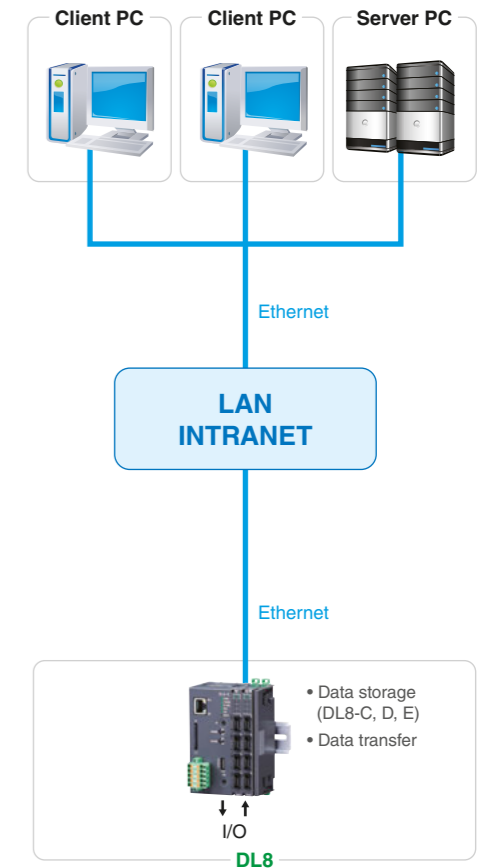 Client PC
Client PC
Server PC
Ethernet
LAN
INTRANET
Ethernet
• Data storage
(DL8-C, D, E)
• Data transfer
I/O
DL8